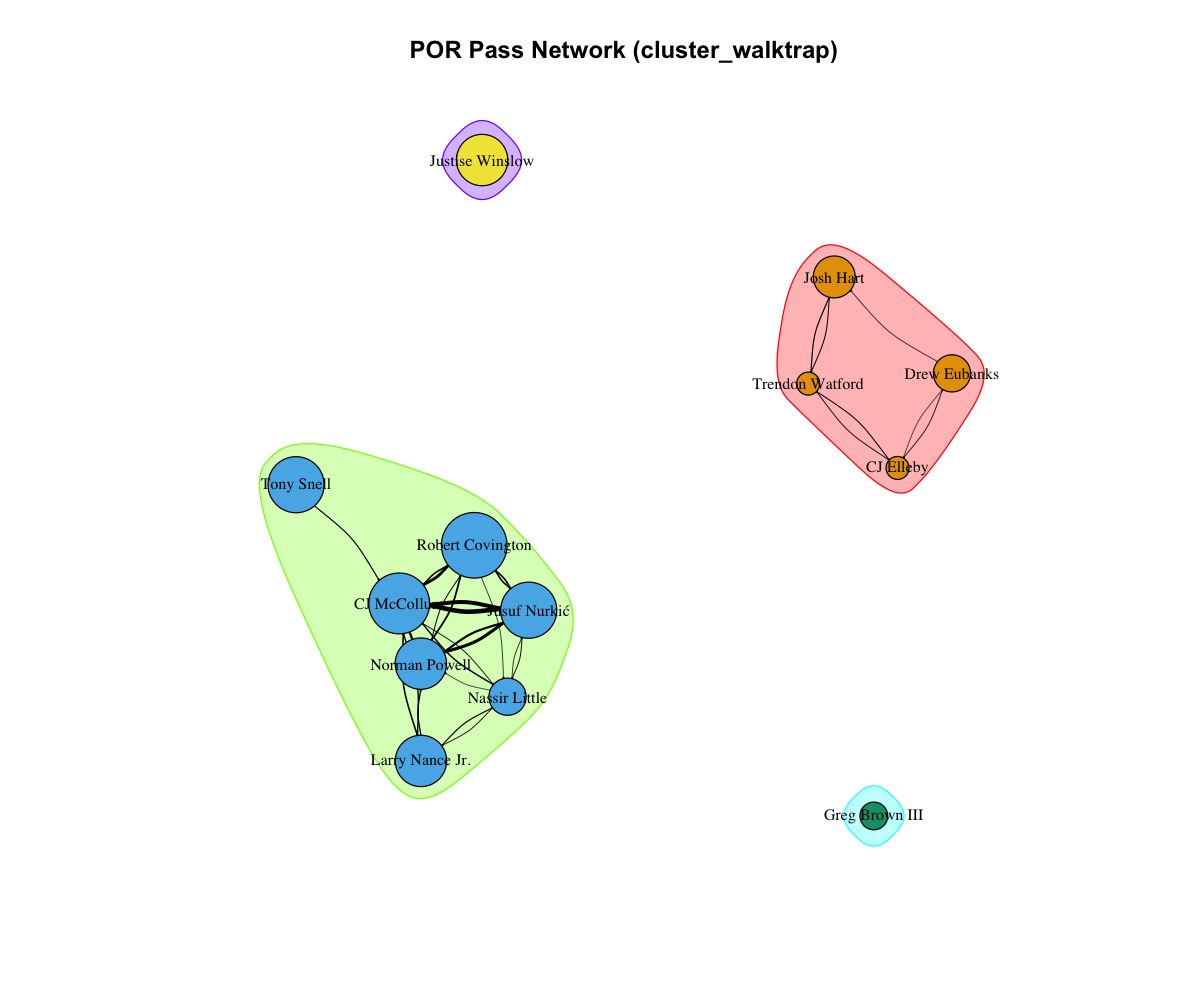 POR Pass Network (cluster_walktrap)
Justise Winslow
Josh Hart
Drew Eubanks
Trendon Watford
CJ Elleby
Tony Snell
Robert Covington
CJ McCollu
Jusuf Nurkić
Norman Powell
Nassir Little
Larry Nance Jr.
Greg Brown III